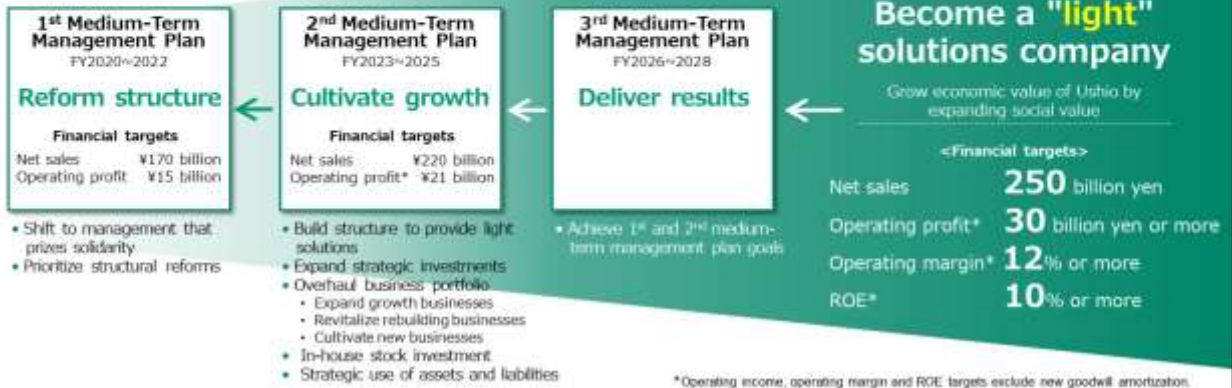 1st Medium-Term
Management Plan
FY2020~2022
Reform structure
Financial targets
Net sales ¥170 billion
Operating profit ¥15 billion
• Shift to management that
prizes solidarity
• Prioritize structural reforms
2nd Medium-Term
Management Plan
FY2023~2025
Cultivate growth
Financial targets
Net sales ¥220 billion
Operating profit* ¥21 billion
• Build structure to provide light
solutions
• Expand strategic investments
• Overhaul business portfolio
• Expand growth businesses
• Revitalize rebuilding businesses
• Cultivate new businesses
• In-house stock investment
• Strategic use of assets and liabilities
3rd Medium-Term
Management Plan
FY2026~2028
Deliver results
• Achieve 1st and 2nd medium-
term management plan goals
Become a "light"
solutions company
Grow economic value of Ushio by
expanding social value
<Financial targets>
Net sales 250 billion yen
Operating profit* 30 billion yen or more
Operating margin* 12% or more
ROE* 10% or more
*Operating income, operating margin and ROE targets exclude new goodwill amortization.